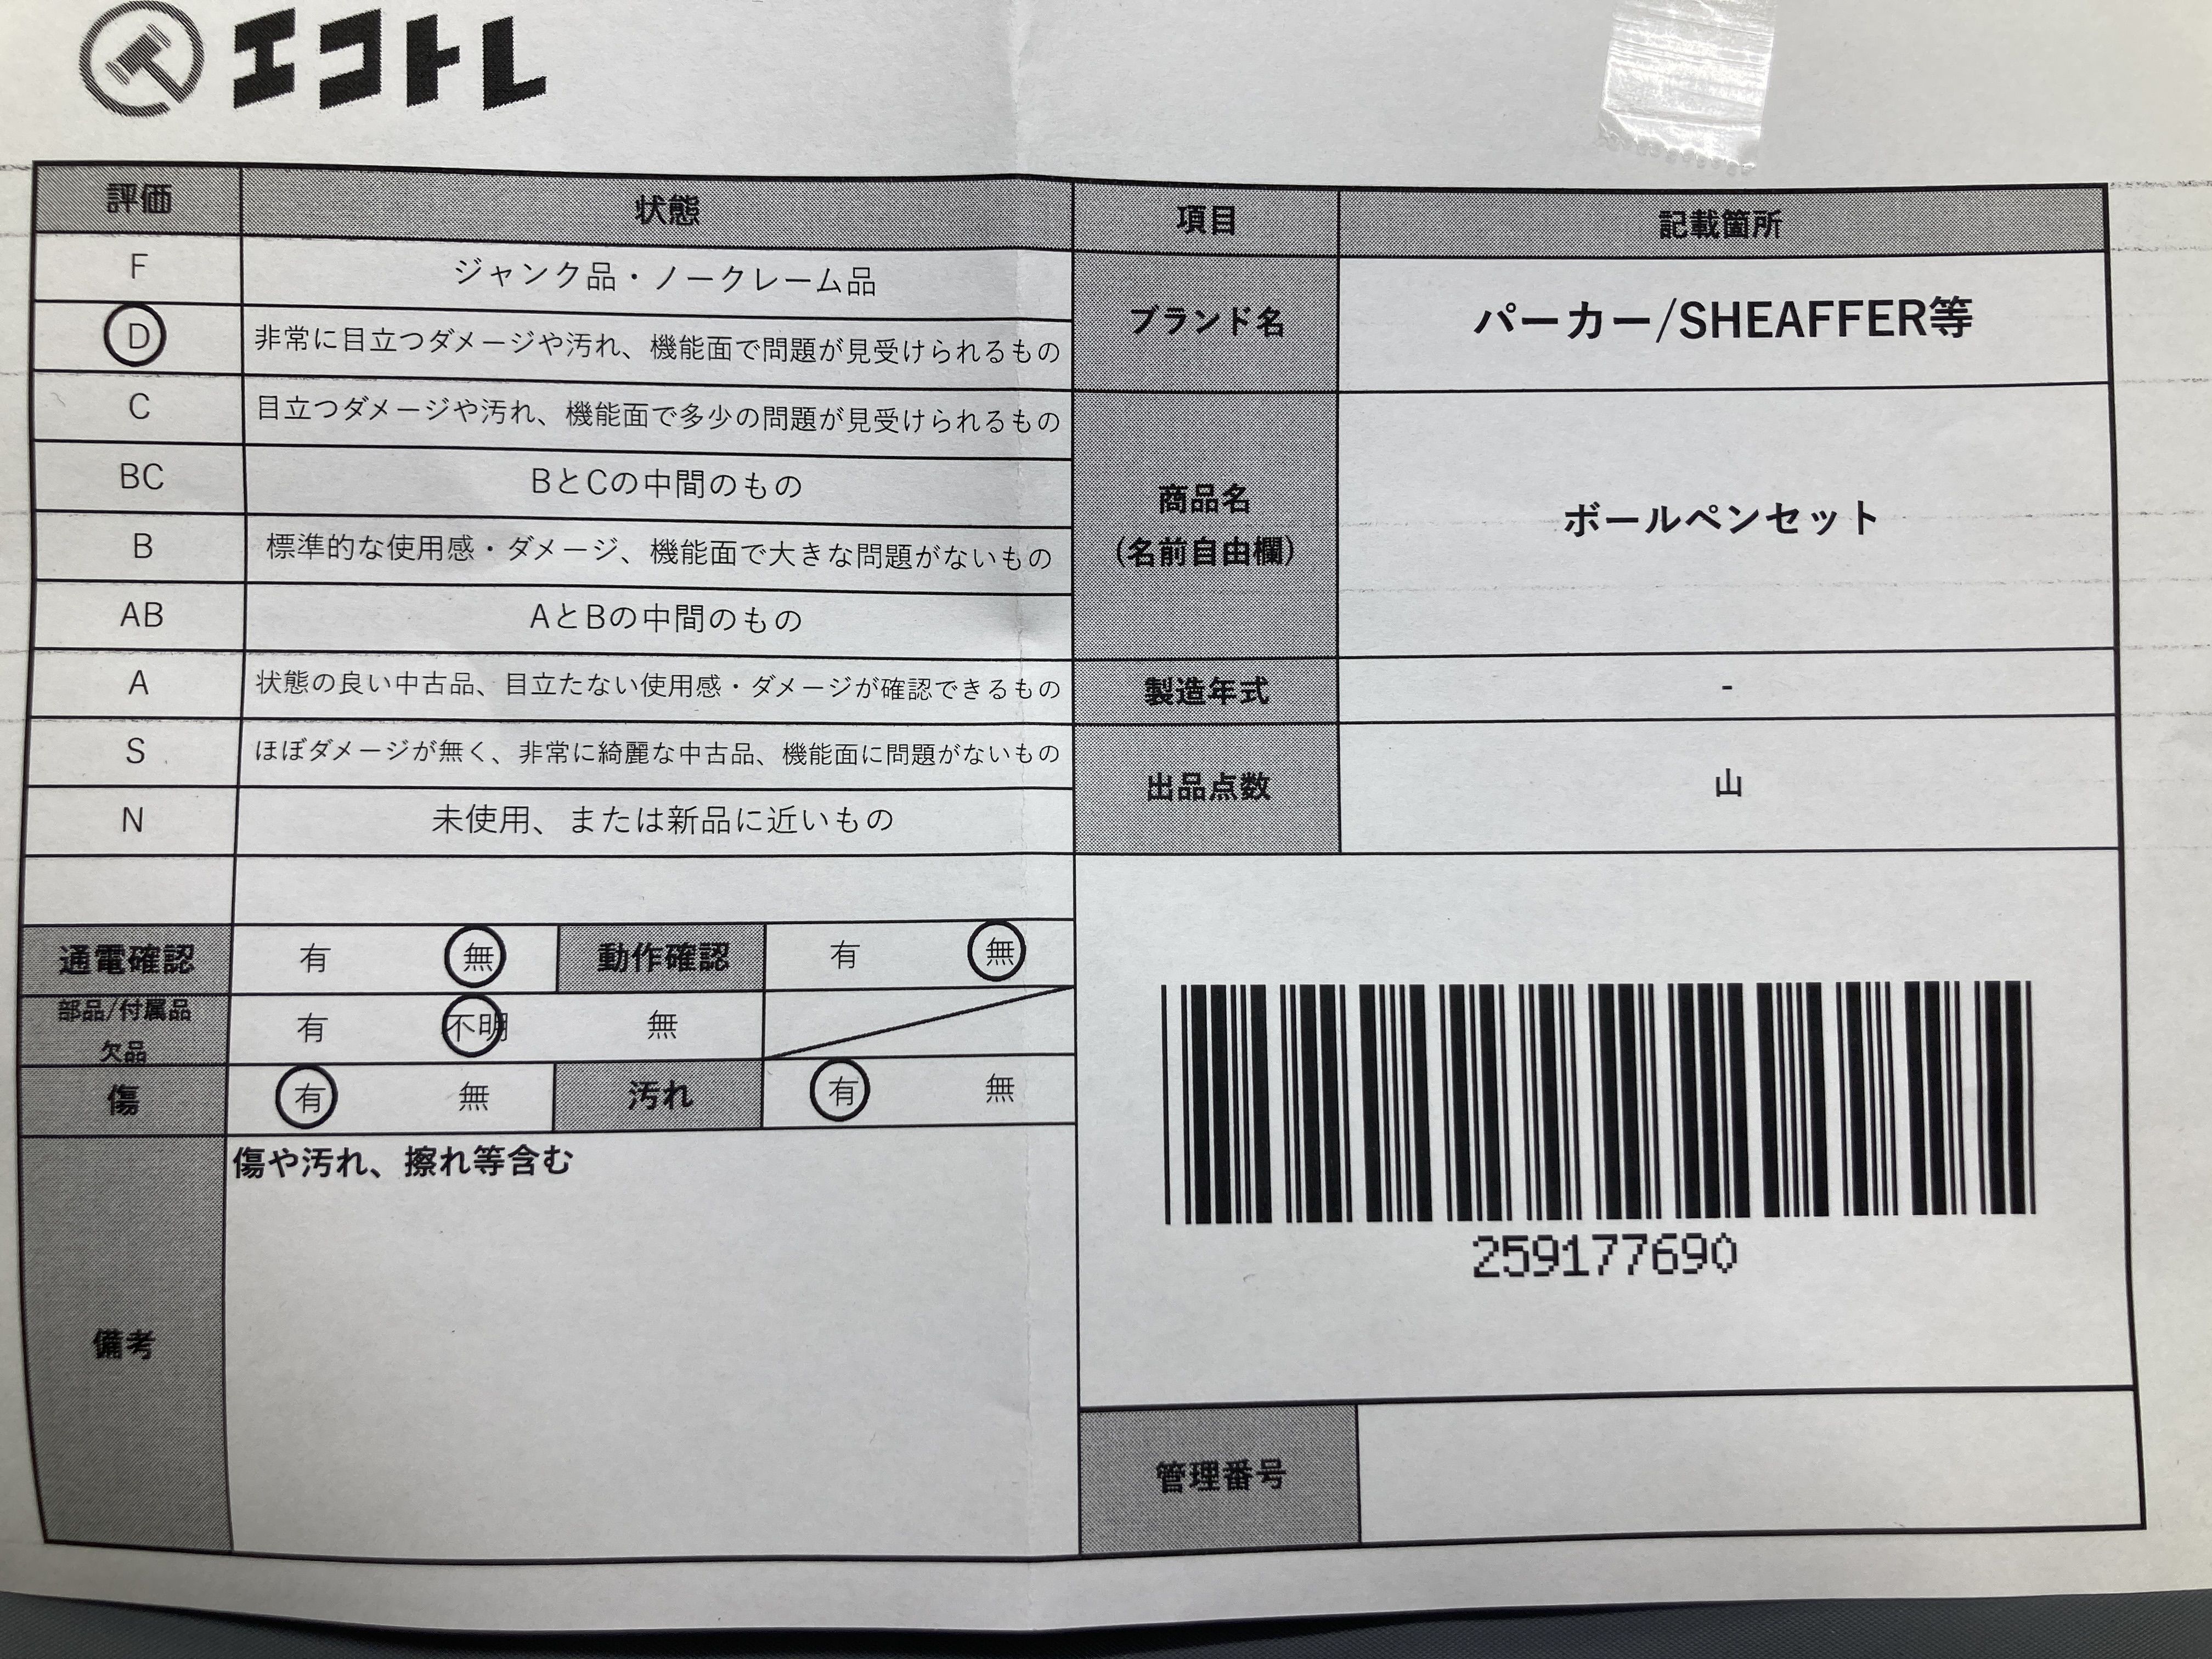 エコトレ
評価 状態
F ジャンク品・ノークレーム品
D 非常に目立つダメージや汚れ、機能面で問題が見受けられるもの
C 目立つダメージや汚れ、機能面で多少の問題が見受けられるもの
BC BとCの中間のもの
B 標準的な使用感・ダメージ、機能面で大きな問題がないもの
AB AとBの中間のもの
A 状態の良い中古品、目立たない使用感・ダメージが確認できるもの
S ほぼダメージが無く、非常に綺麗な中古品、機能面に問題がないもの
N 未使用、または新品に近いもの
通電確認 有 無 動作確認 有 無
部品/付属品
欠品 有 不明 無
傷 有 無 汚れ 有 無
備考 傷や汚れ、擦れ等含む
項目 記載箇所
ブランド名 パーカー/SHEAFFER等
商品名
(名前自由欄) ボールペンセット
製造年式 -
出品点数 山
259177690
管理番号